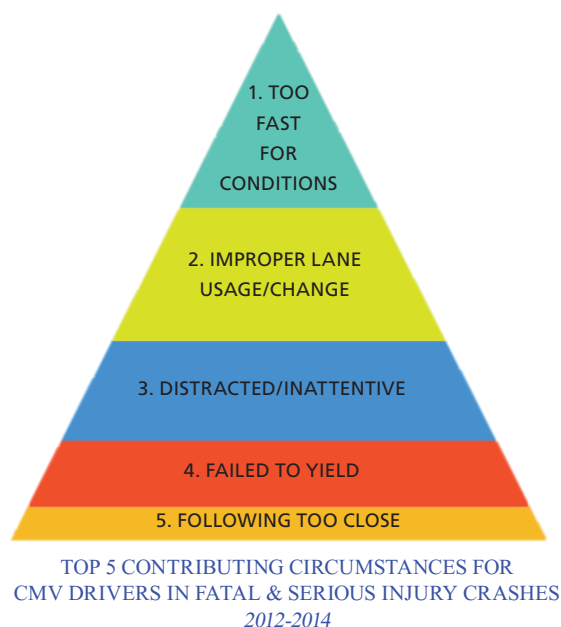 1. TOO
FAST
FOR
CONDITIONS
2. IMPROPER LANE
USAGE/CHANGE
3. DISTRACTED/INATTENTIVE
4. FAILED TO YIELD
5. FOLLOWING TOO CLOSE
TOP 5 CONTRIBUTING CIRCUMSTANCES FOR
CMV DRIVERS IN FATAL & SERIOUS INJURY CRASHES
2012-2014